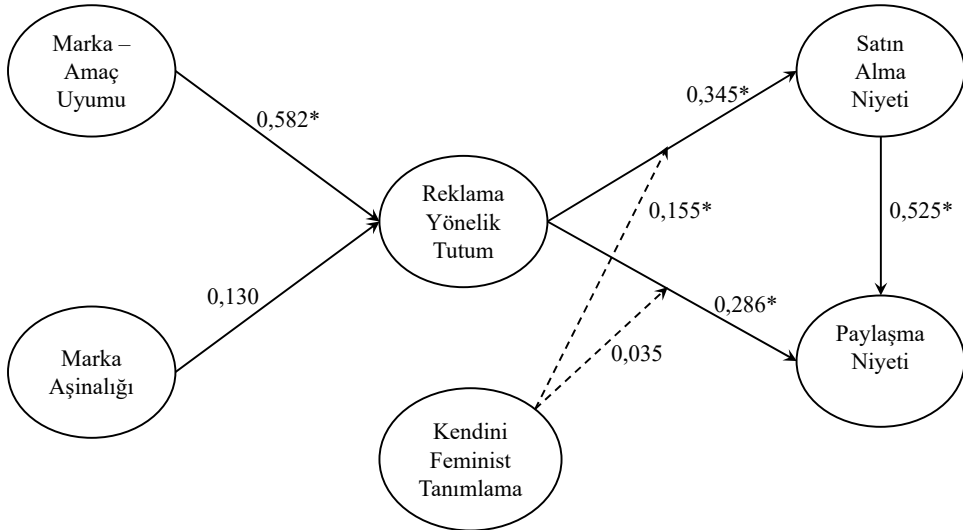 Marka –
Amaç
Uyumu
Satın
Alma
Niyeti
0,582*
0,345*
Reklama
Yönelik
Tutum
0,155*
0,525*
0,130
0,286*
Marka
Aşinalığı
0,035
Paylaşma
Niyeti
Kendini
Feminist
Tanımlama